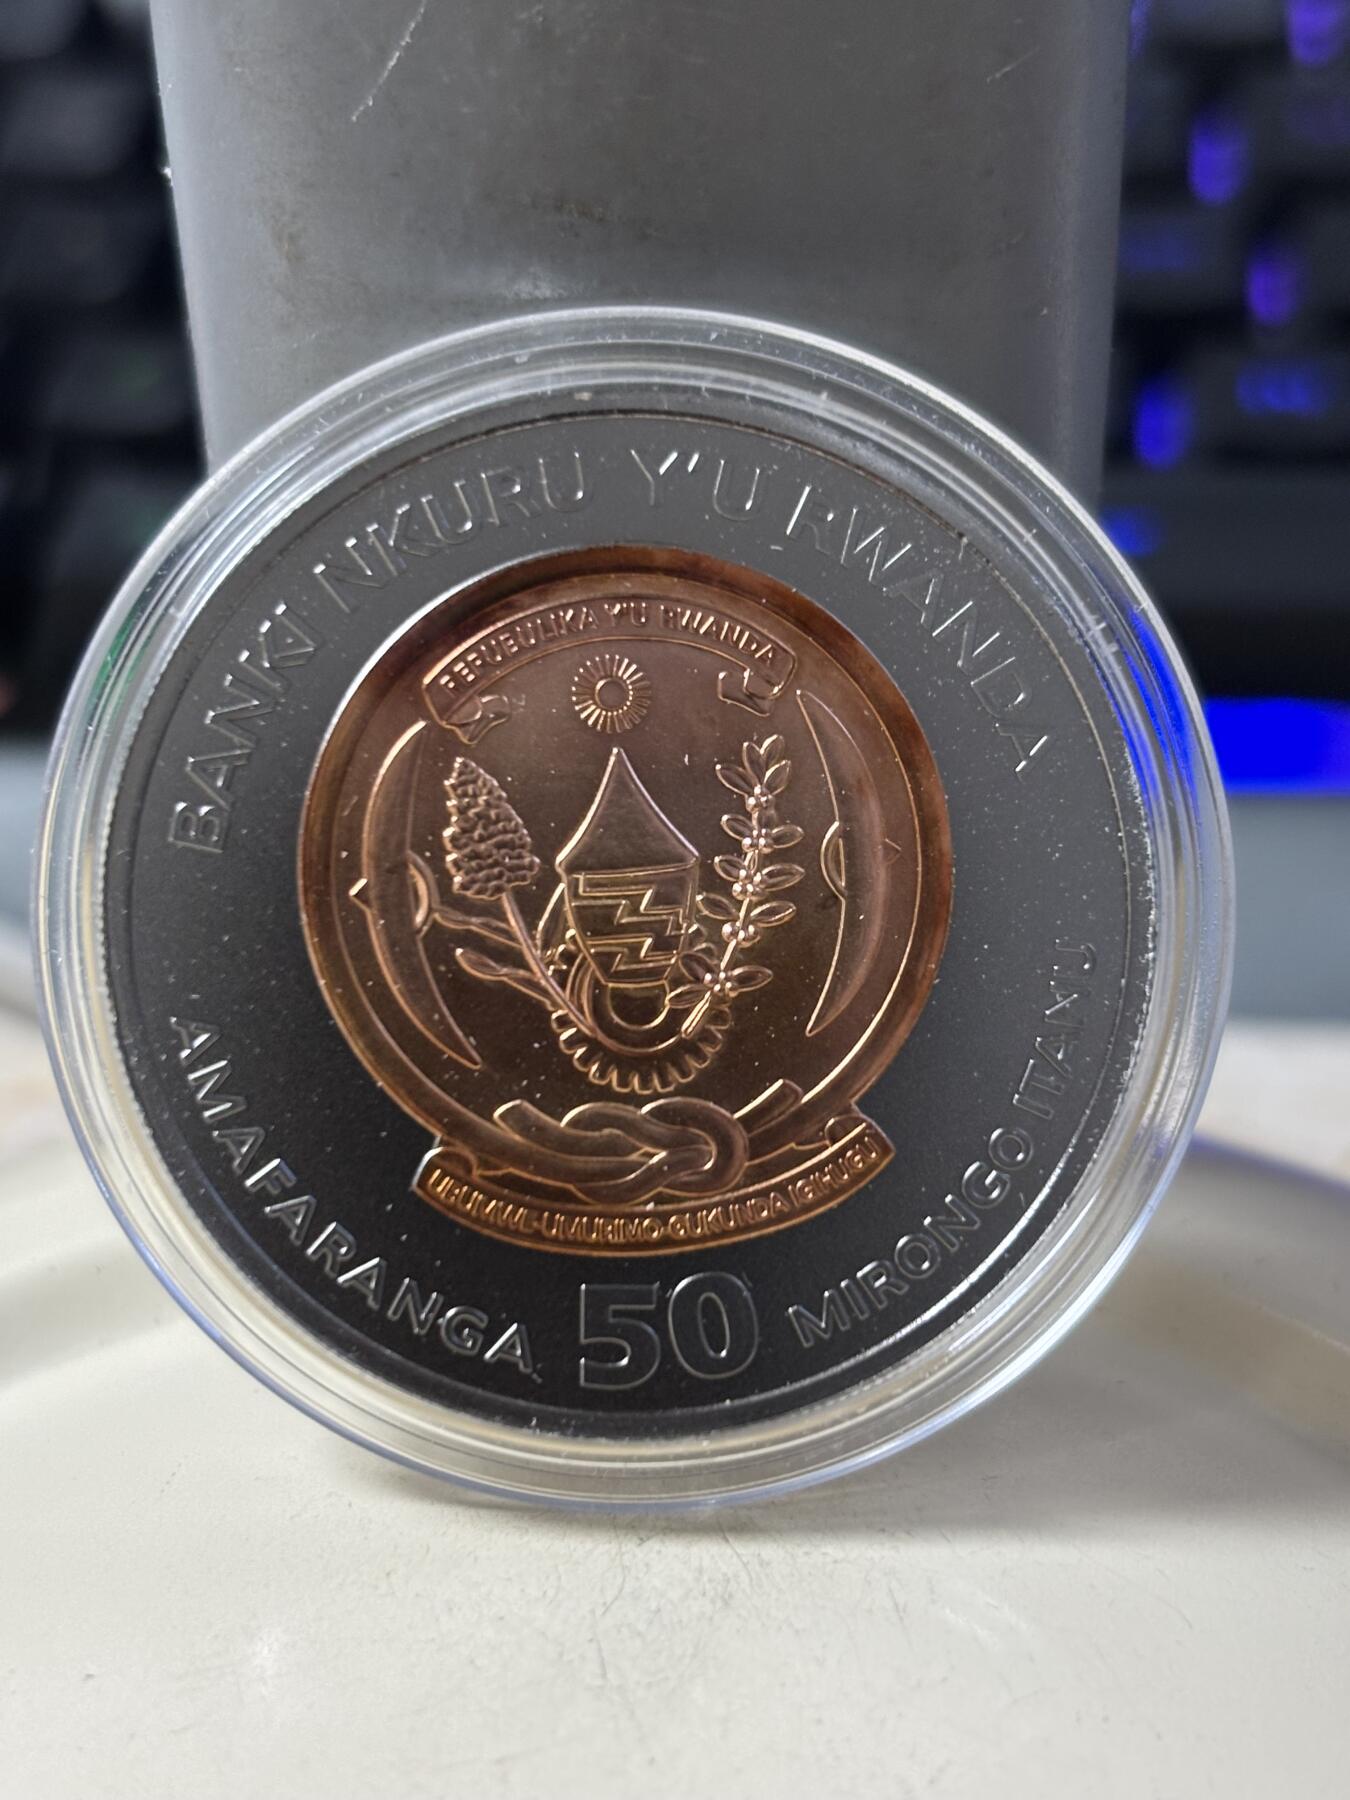 BANKI NKURU Y'U RWANDA
REPUBULIKA Y'U RWANDA
UBUMWE-UMURIMO-GUKUNDA IGIHUGU
AMAFARANGA 50 MIRONGO ITANU